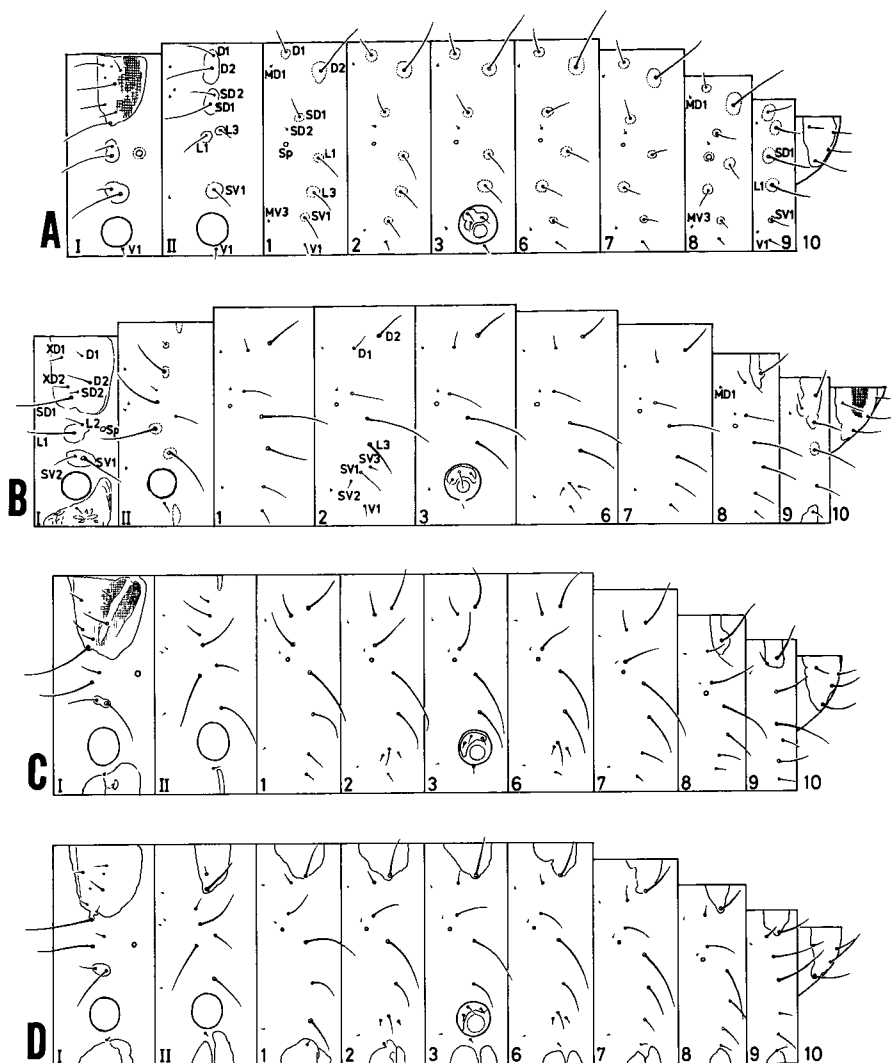 A
D1
D2
SD2
SD1
L3
L1
SV1
I
V1
II
V1
D1
MD1
D2
SD1
SD2
Sp
L1
L3
MV3
SV1
1
V1
2
3
6
7
MD1
MV3
8
SD1
L1
SV1
V1
9
10
B
XD1
D1
XD2
D2
SD2
SD1
L2
Sp
L1
SV1
SV2
I
II
1
D2
D1
L3
SV3
SV1
SV2
V1
2
3
6
7
MD1
8
9
10
C
I
II
1
2
3
6
7
8
9
10
D
I
II
1
2
3
6
7
8
9
10